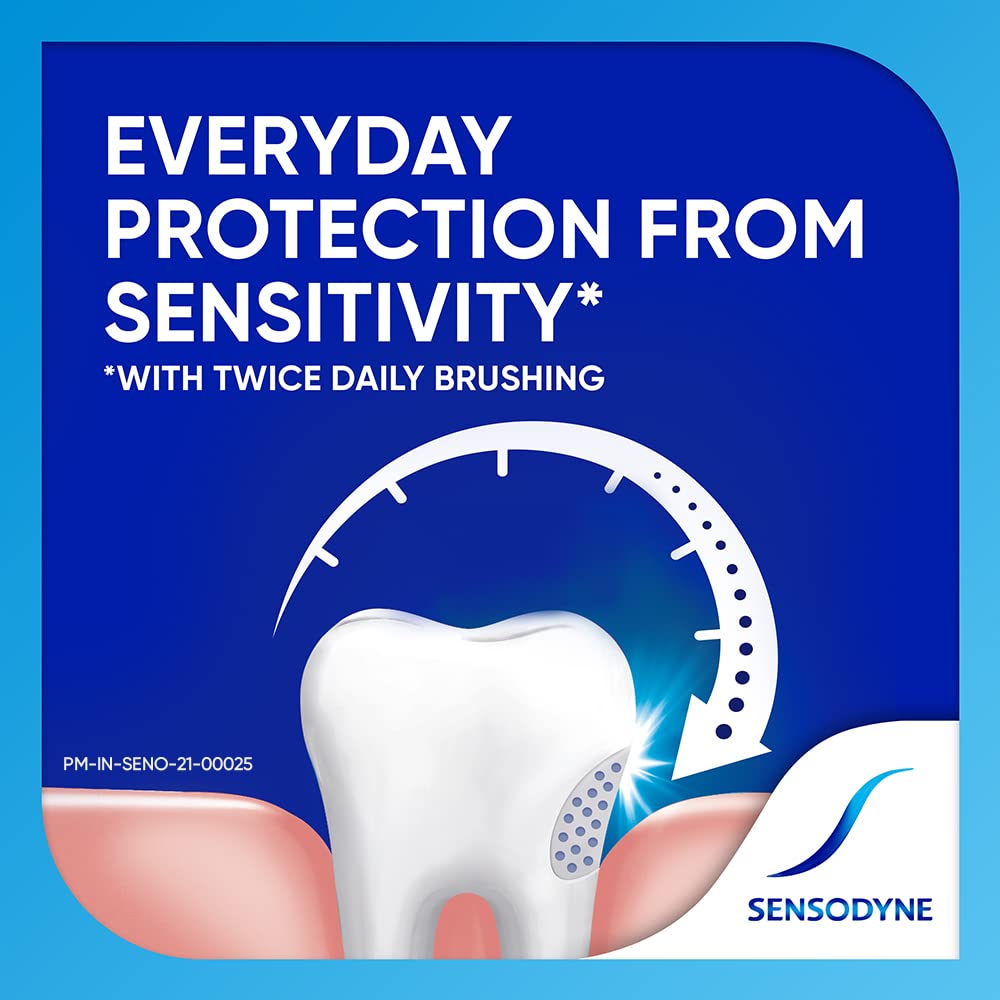 EVERYDAY
PROTECTION FROM
SENSITIVITY*
*WITH TWICE DAILY BRUSHING
PM-IN-SENO-21-00025
SENSODYNE